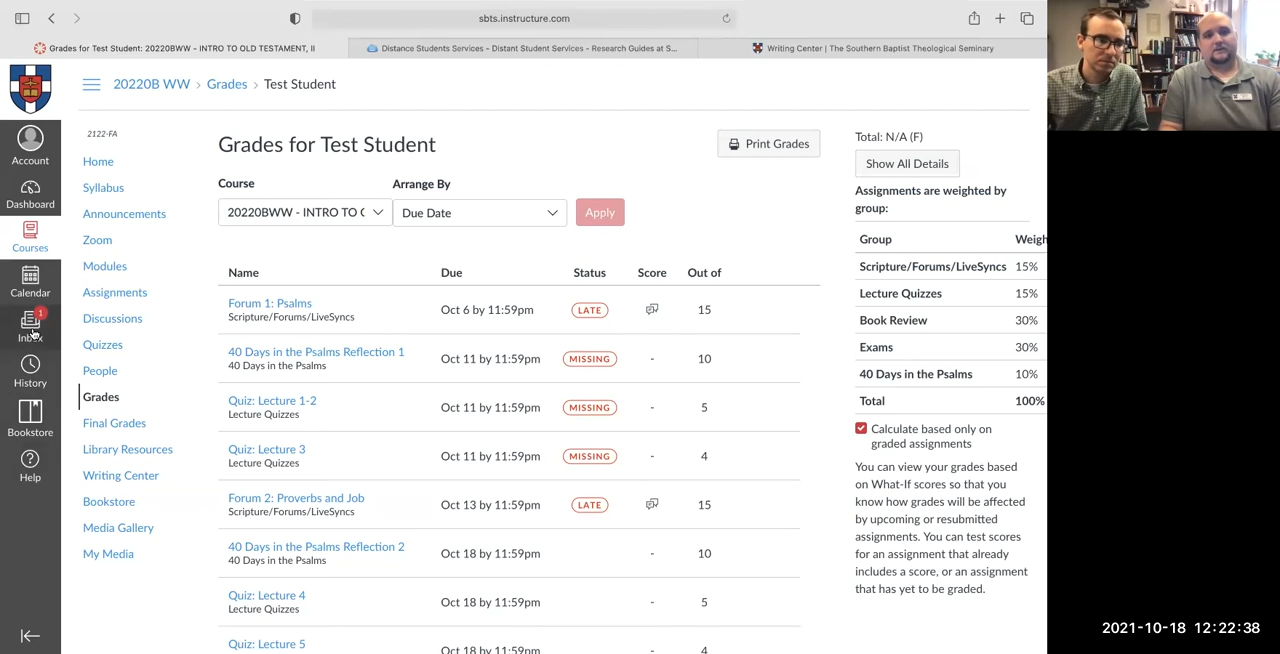 sbts.instructure.com
Grades for Test Student: 20220BWW - INTRO TO OLD TESTAMENT, II
Distance Students Services - Distant Student Services - Research Guides at S...
Writing Center | The Southern Baptist Theological Seminary
20220B WW › Grades › Test Student
Account
Dashboard
Courses
Calendar
1
Inbox
History
Bookstore
Help
2122-FA
Home
Syllabus
Announcements
Zoom
Modules
Assignments
Discussions
Quizzes
People
Grades
Final Grades
Library Resources
Writing Center
Bookstore
Media Gallery
My Media
Grades for Test Student
Print Grades
Course
Arrange By
20220BWW - INTRO TO
Due Date
Apply
Name Due Status Score Out of
Forum 1: Psalms Oct 6 by 11:59pm LATE 15
Scripture/Forums/LiveSyncs
40 Days in the Psalms Reflection 1 Oct 11 by 11:59pm MISSING - 10
40 Days in the Psalms
Quiz: Lecture 1-2 Oct 11 by 11:59pm MISSING - 5
Lecture Quizzes
Quiz: Lecture 3 Oct 11 by 11:59pm MISSING - 4
Lecture Quizzes
Forum 2: Proverbs and Job Oct 13 by 11:59pm LATE 15
Scripture/Forums/LiveSyncs
40 Days in the Psalms Reflection 2 Oct 18 by 11:59pm - 10
40 Days in the Psalms
Quiz: Lecture 4 Oct 18 by 11:59pm - 5
Lecture Quizzes
Quiz: Lecture 5 Oct 18 by 11:59pm - 4
Total: N/A (F)
Show All Details
Assignments are weighted by
group:
Group Weigh
Scripture/Forums/LiveSyncs 15%
Lecture Quizzes 15%
Book Review 30%
Exams 30%
40 Days in the Psalms 10%
Total 100%
Calculate based only on
graded assignments
You can view your grades based
on What-If scores so that you
know how grades will be affected
by upcoming or resubmitted
assignments. You can test scores
for an assignment that already
includes a score, or an assignment
that has yet to be graded.
2021-10-18 12:22:38